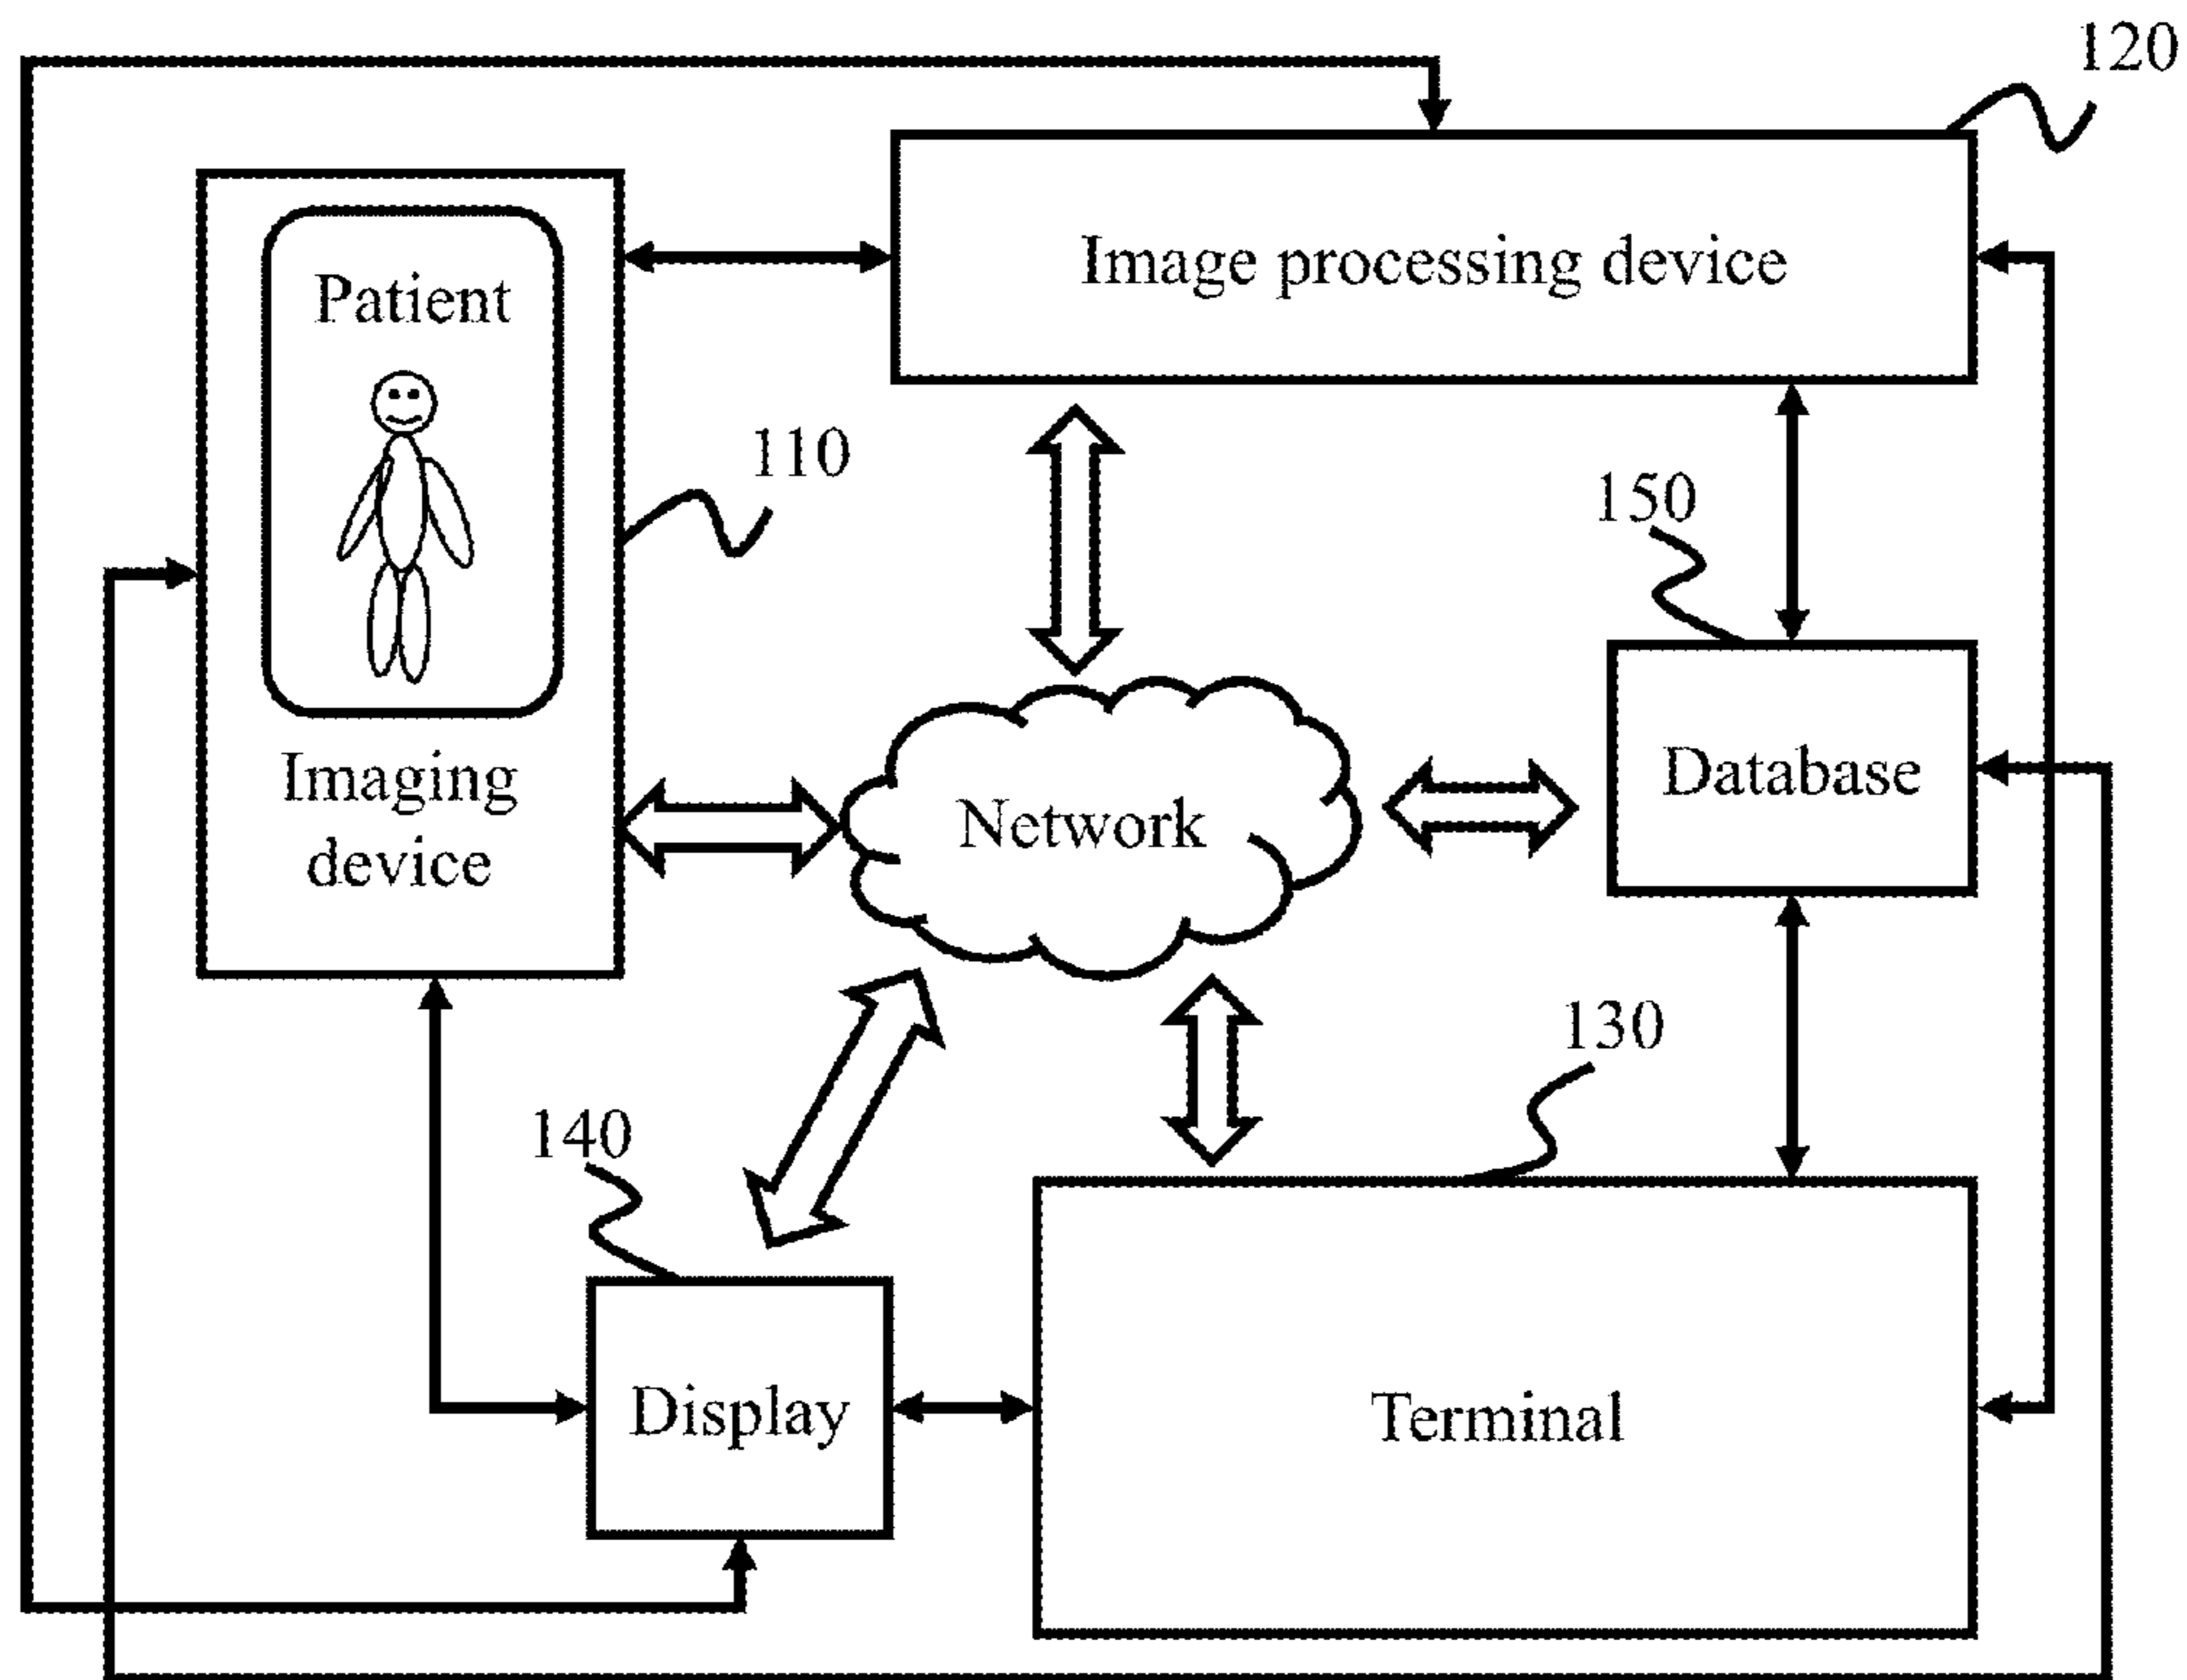 120
Image processing device
Patient
110
150
Imaging
device
Network
Database
130
140
Display
Terminal